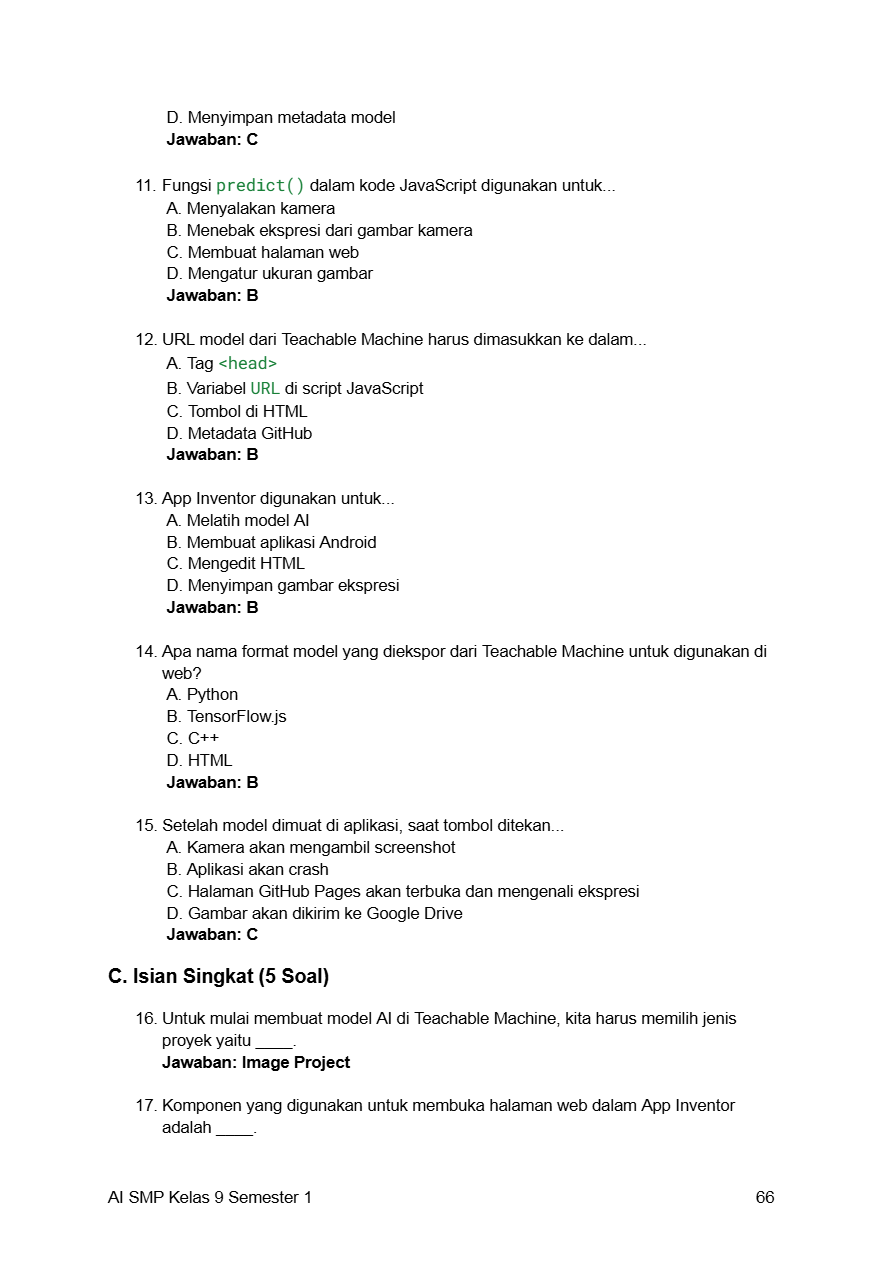 D. Menyimpan metadata model
Jawaban: C
11. Fungsi predict() dalam kode JavaScript digunakan untuk...
A. Menyalakan kamera
B. Menebak ekspresi dari gambar kamera
C. Membuat halaman web
D. Mengatur ukuran gambar
Jawaban: B
12. URL model dari Teachable Machine harus dimasukkan ke dalam...
A. Tag <head>
B. Variabel URL di script JavaScript
C. Tombol di HTML
D. Metadata GitHub
Jawaban: B
13. App Inventor digunakan untuk...
A. Melatih model AI
B. Membuat aplikasi Android
C. Mengedit HTML
D. Menyimpan gambar ekspresi
Jawaban: B
14. Apa nama format model yang diekspor dari Teachable Machine untuk digunakan di
web?
A. Python
B. TensorFlow.js
C. C++
D. HTML
Jawaban: B
15. Setelah model dimuat di aplikasi, saat tombol ditekan...
A. Kamera akan mengambil screenshot
B. Aplikasi akan crash
C. Halaman GitHub Pages akan terbuka dan mengenali ekspresi
D. Gambar akan dikirim ke Google Drive
Jawaban: C
C. Isian Singkat (5 Soal)
16. Untuk mulai membuat model AI di Teachable Machine, kita harus memilih jenis
proyek yaitu ____.
Jawaban: Image Project
17. Komponen yang digunakan untuk membuka halaman web dalam App Inventor
adalah ____.
AI SMP Kelas 9 Semester 1 66